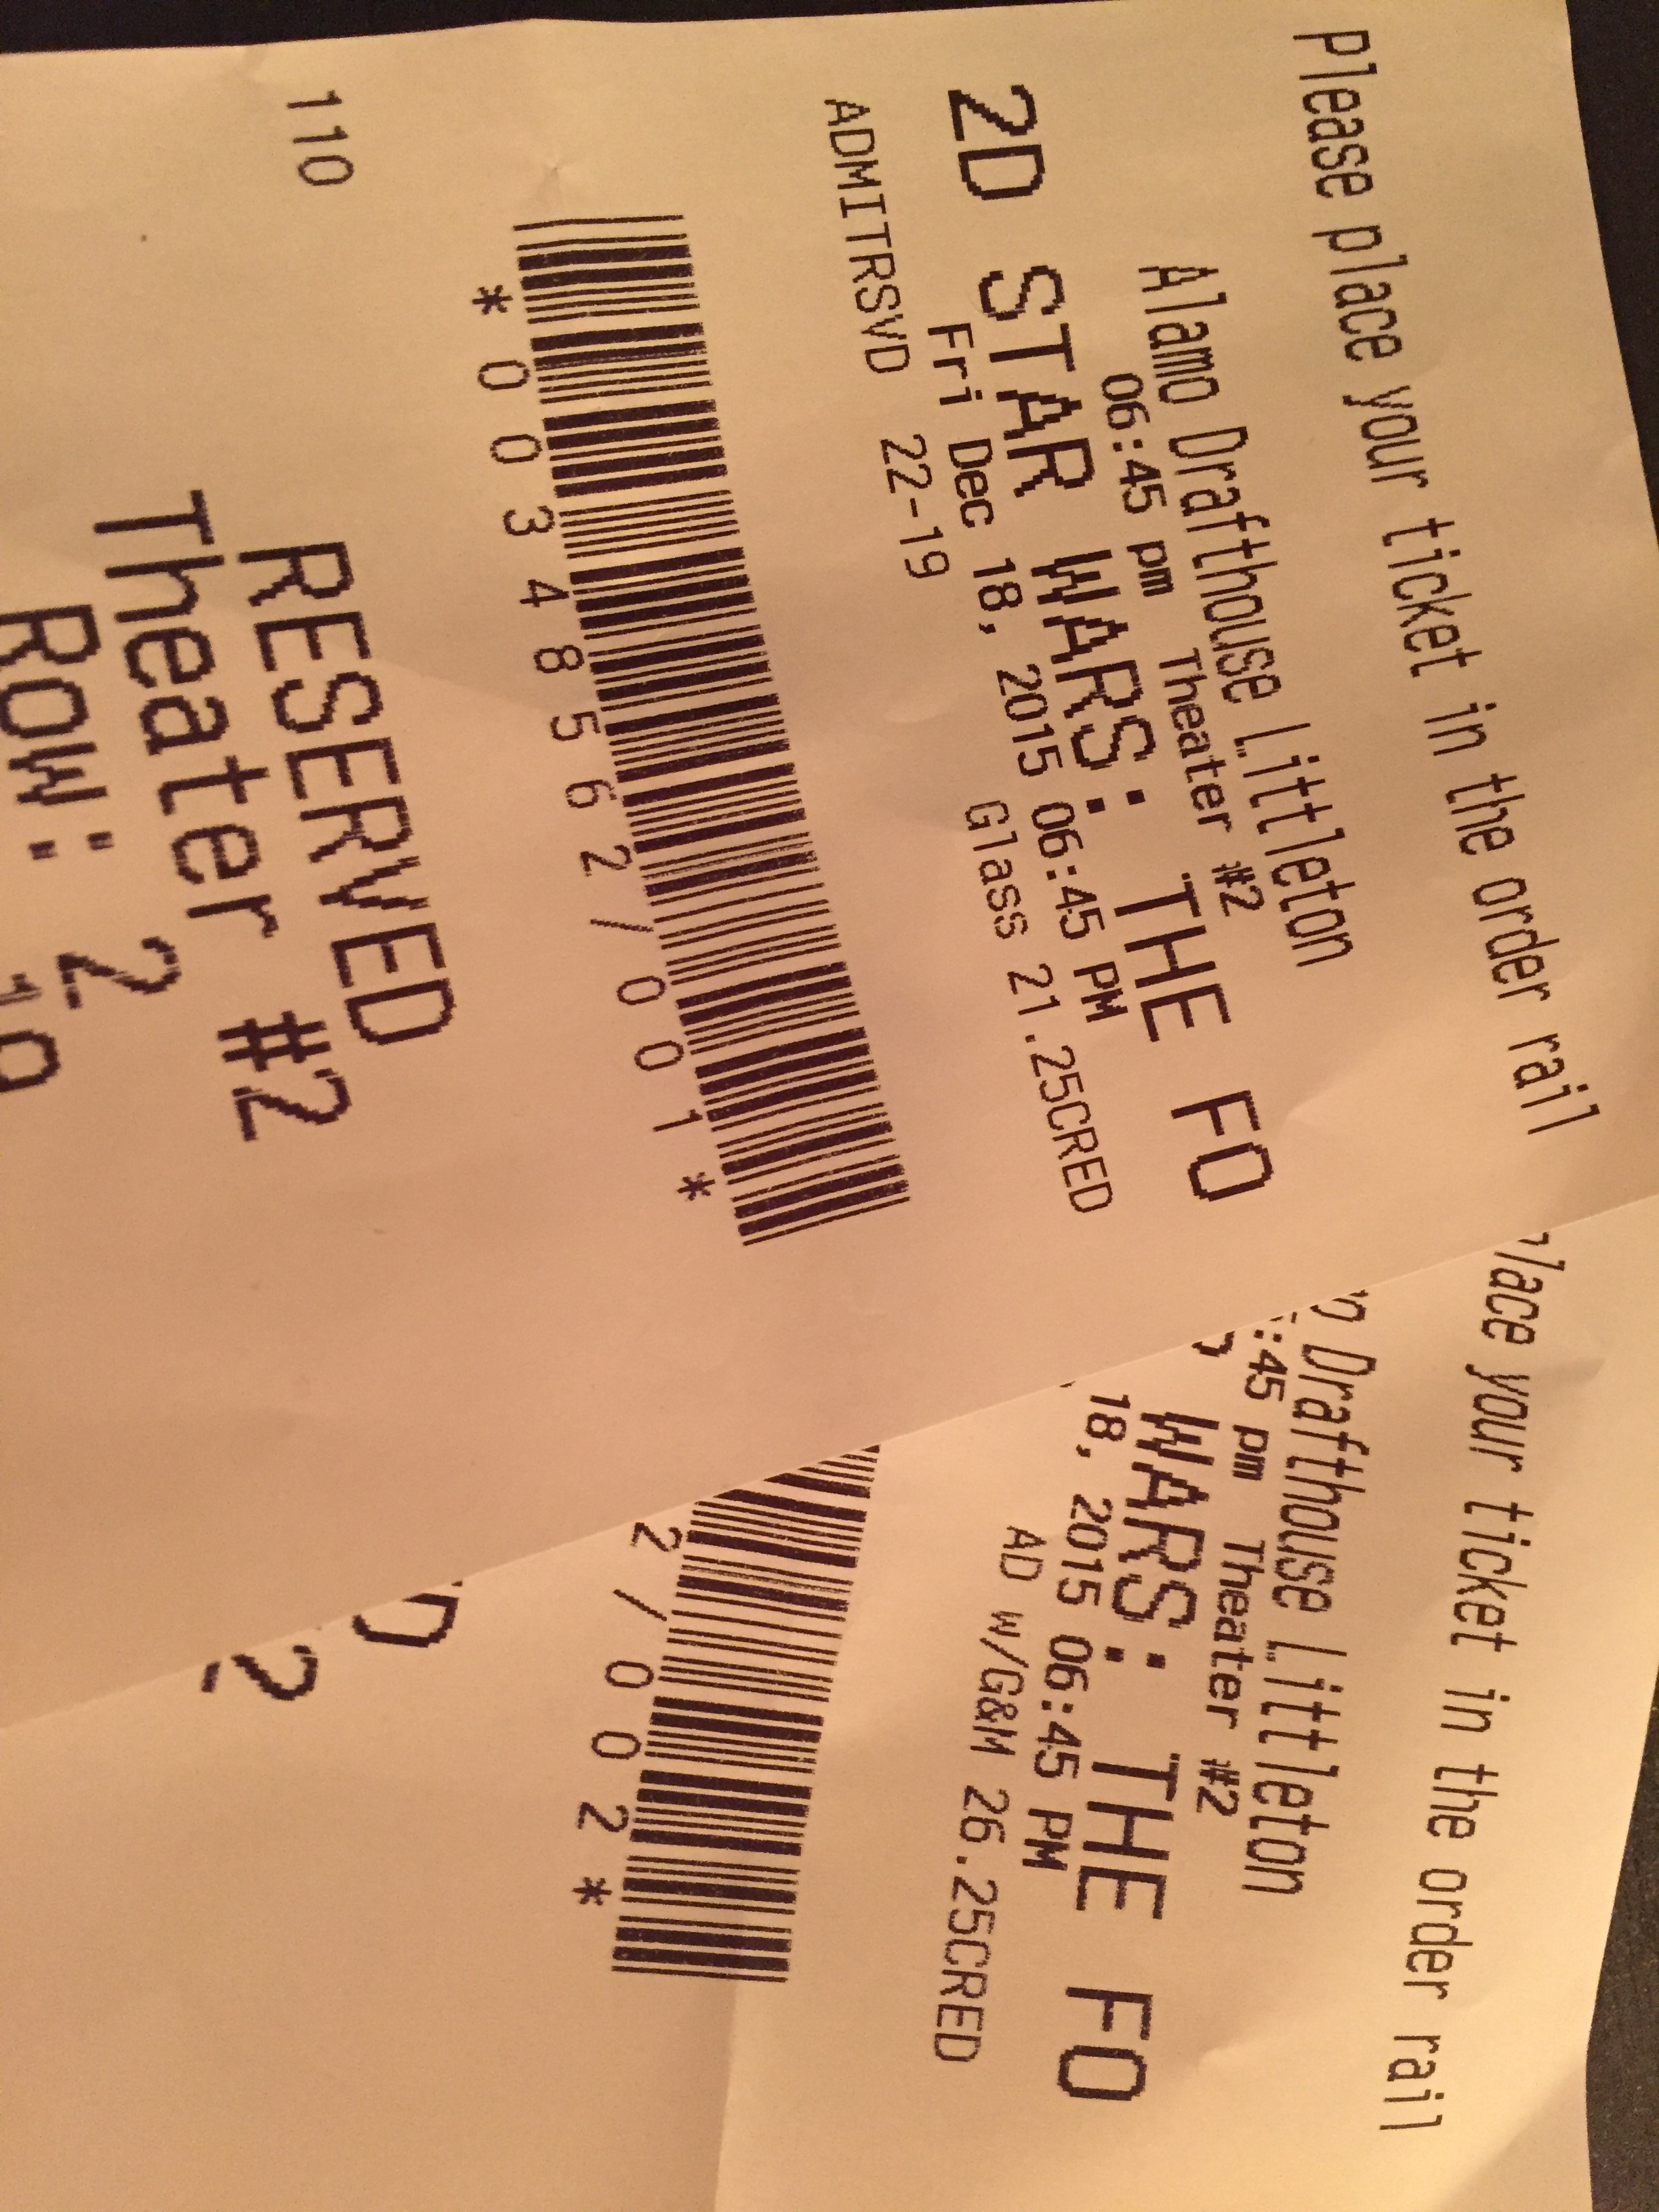 Please place your ticket in the order rail
Alamo Drafthouse Littleton
06:45 pm Theater #2
2D STAR WARS: THE FO
Fri Dec 18, 2015 06:45 PM
ADMITRSVD 22-19 Glass 21.25CRED
*00348562/001*
110
RESERVED
Theater #2
Row: 2
place your ticket in the order rail
Drafthouse Littleton
:45 pm Theater #2
WARS: THE FO
18, 2015 06:45 PM
AD w/G&M 26.25CRED
2/002*
D
2